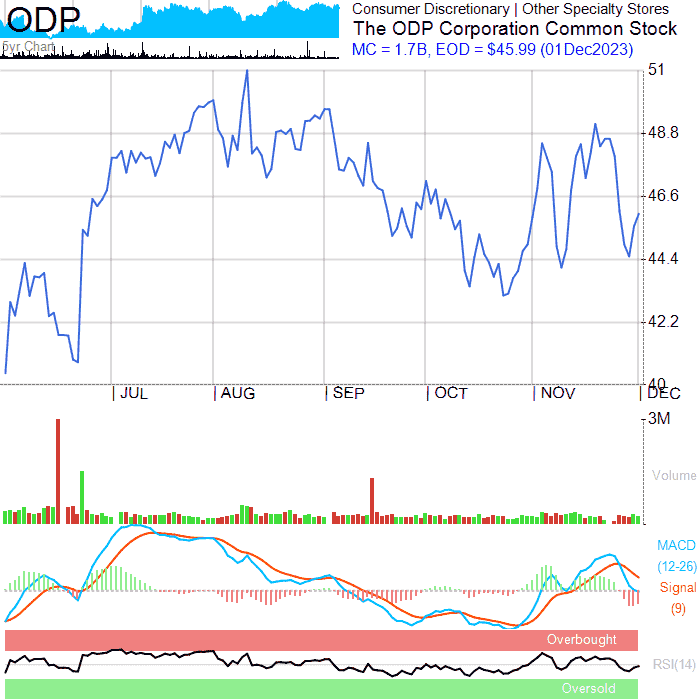 ODP
5yr Chart
Consumer Discretionary | Other Specialty Stores
The ODP Corporation Common Stock
MC = 1.7B, EOD = $45.99 (01Dec2023)
51
48.8
46.6
44.4
42.2
40
JUL AUG SEP OCT NOV DEC
3M
Volume
MACD
(12-26)
Signal
(9)
Overbought
RSI(14)
Oversold